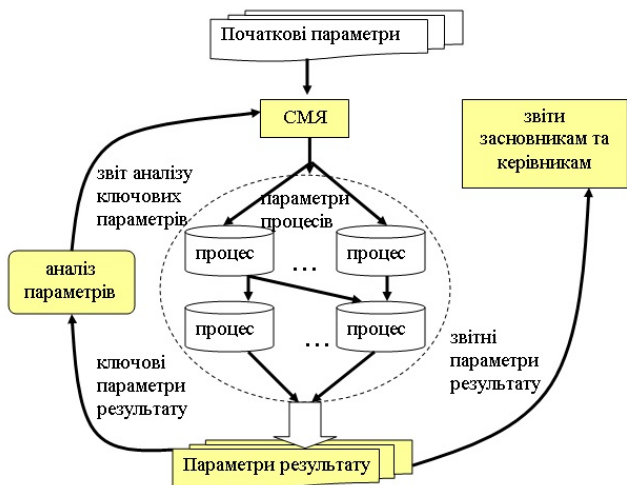 Початкові параметри
СМЯ
звіти
засновникам та
керівникам
звіт аналізу
ключових
параметрів
параметри
процесів
процес
...
процес
аналіз
параметрів
процес
...
процес
звітні
параметри
результату
ключові
параметри
результату
Параметри результату